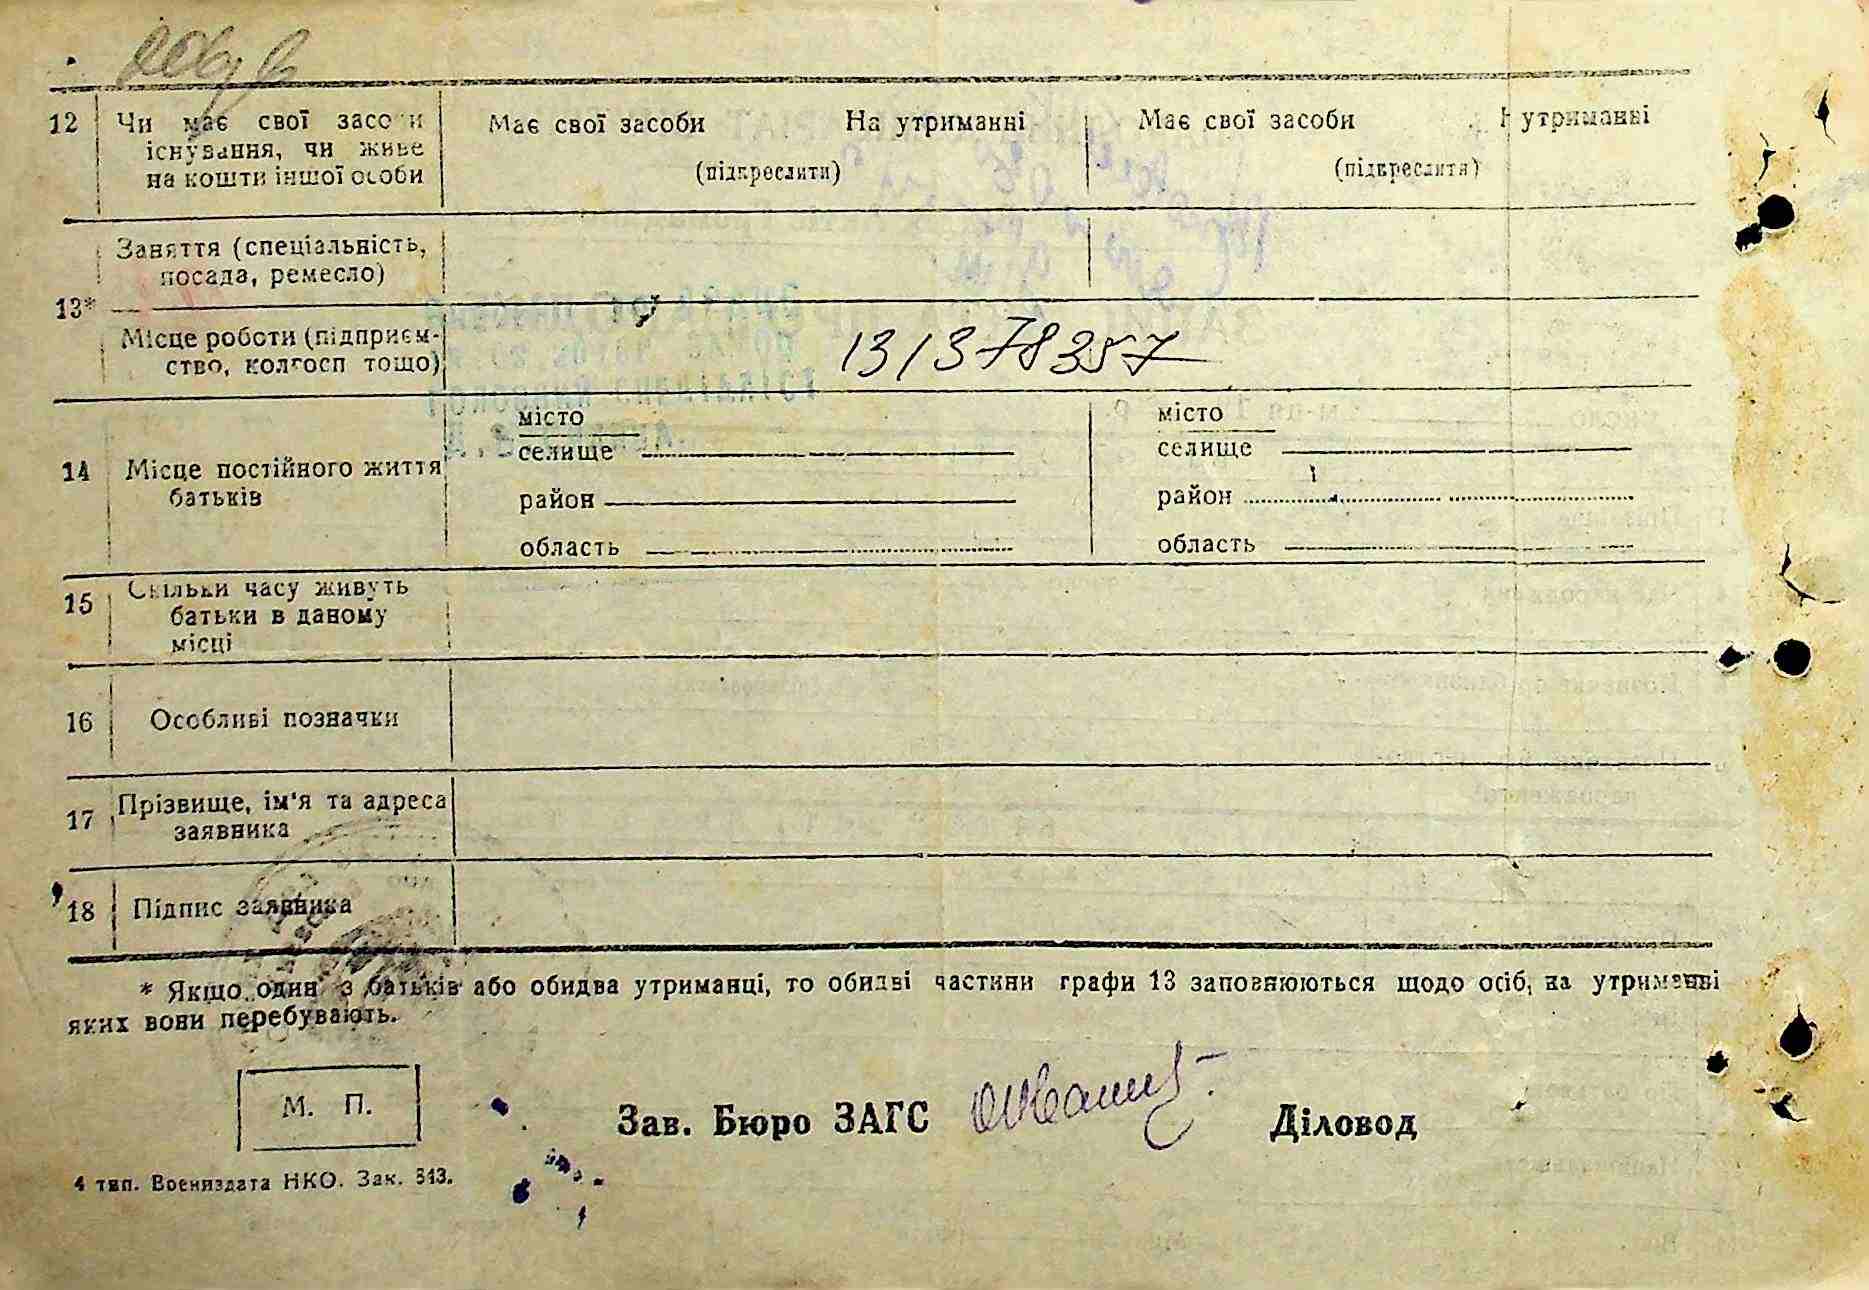 12 Чи має свої засоби Має свої засоби На утриманні Має свої засоби утриманні
існування, чи живе (підкреслити) (підкреслити)
на кошти іншої особи
Заняття (спеціальність,
посада, ремесло)
13*
Місце роботи (підприєм- 131378357
ство, колгосп тощо)
місто місто
селище селище
14 Місце постійного життя
батьків
район район
область область
Скільки часу живуть
15 батьки в даному
місці
16 Особливі позначки
17 Прізвище, ім'я та адреса
заявника
18 Підпис заявника
* Якщо один з батьків або обидва утриманці, то обидві частини графи 13 заповнюються щодо осіб, на утриманні
яких вони перебувають.
М. П.
Зав. Бюро ЗАГС Діловод
4 тип. Воениздата НКО. Зак. 543.